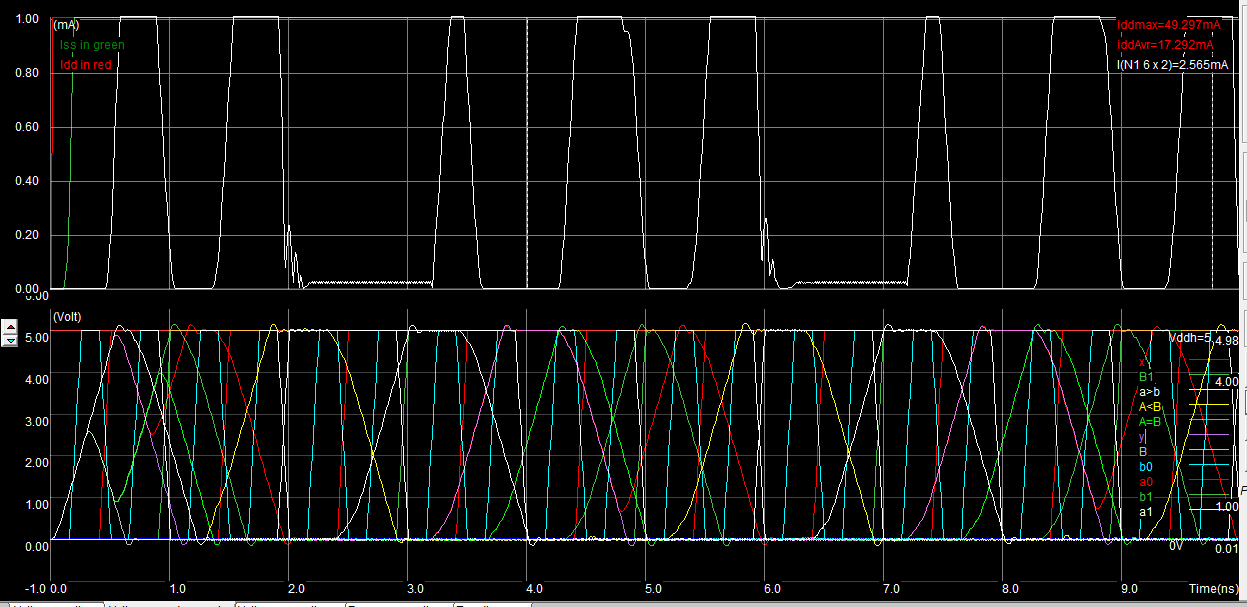 1.00
(mA)
Iss in green
Idd in red
Iddmax=49.297mA
IddAvr=17.292mA
I(N1 6 x 2)=2.565mA
0.80
0.60
0.40
0.20
0.00
0.00
(Volt)
5.00
4.00
3.00
2.00
1.00
0.00
Vddh=5
4.98
x
B1
4.00
a>b
A<B
A=B
y
B
b0
a0
b1
1.00
a1
0V
0.01
-1.0 0.0 1.0 2.0 3.0 4.0 5.0 6.0 7.0 8.0 9.0 Time(ns)